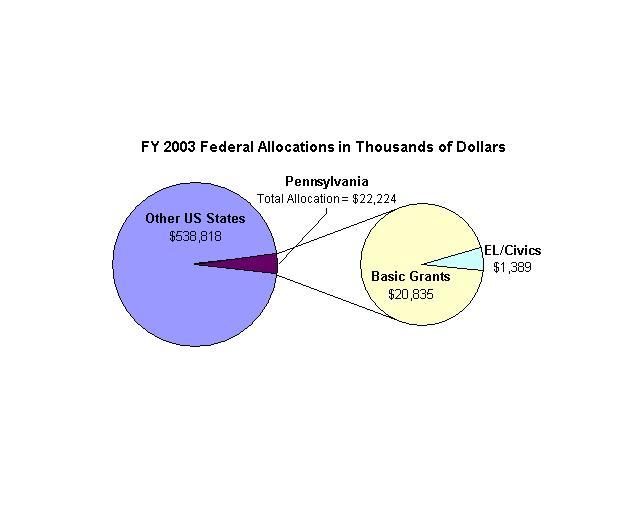 FY 2003 Federal Allocations in Thousands of Dollars
Pennsylvania
Total Allocation = $22,224
Other US States
$538,818
Basic Grants
$20,835
EL/Civics
$1,389